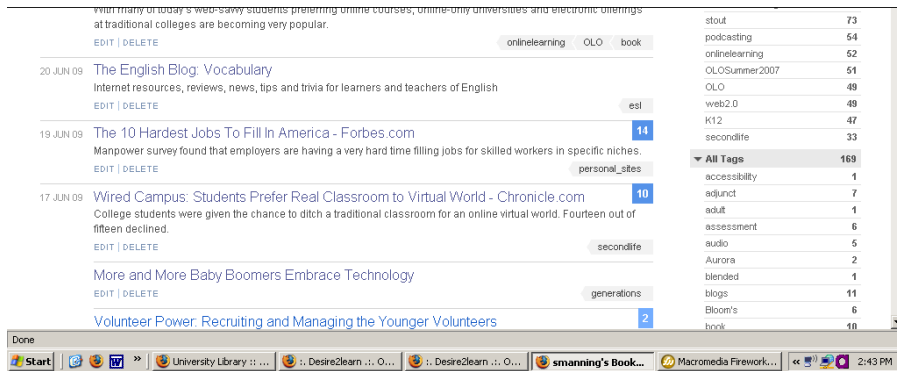 With many of today's web-savvy students preferring online courses, online-only universities and electronic offerings
at traditional colleges are becoming very popular.
EDIT | DELETE
onlinelearning OLO book
20 JUN 09 The English Blog: Vocabulary
Internet resources, reviews, news, tips and trivia for learners and teachers of English
EDIT | DELETE
esl
19 JUN 09 The 10 Hardest Jobs To Fill In America - Forbes.com 14
Manpower survey found that employers are having a very hard time filling jobs for skilled workers in specific niches.
EDIT | DELETE
personal_sites
17 JUN 09 Wired Campus: Students Prefer Real Classroom to Virtual World - Chronicle.com 10
College students were given the chance to ditch a traditional classroom for an online virtual world. Fourteen out of
fifteen declined.
EDIT | DELETE
secondlife
More and More Baby Boomers Embrace Technology
EDIT | DELETE
generations
Volunteer Power: Recruiting and Managing the Younger Volunteers 2
stout 73
podcasting 54
onlinelearning 52
OLOSummer2007 51
OLO 49
web2.0 49
K12 47
secondlife 33
All Tags 169
accessibility 1
adjunct 7
adult 1
assessment 6
audio 5
Aurora 2
blended 1
blogs 11
Bloom's 6
book 10
Done
Start » University Library :: ... :. Desire2learn .:. O... :. Desire2learn .:. O... smanning's Book... Macromedia Firework... « 2:43 PM